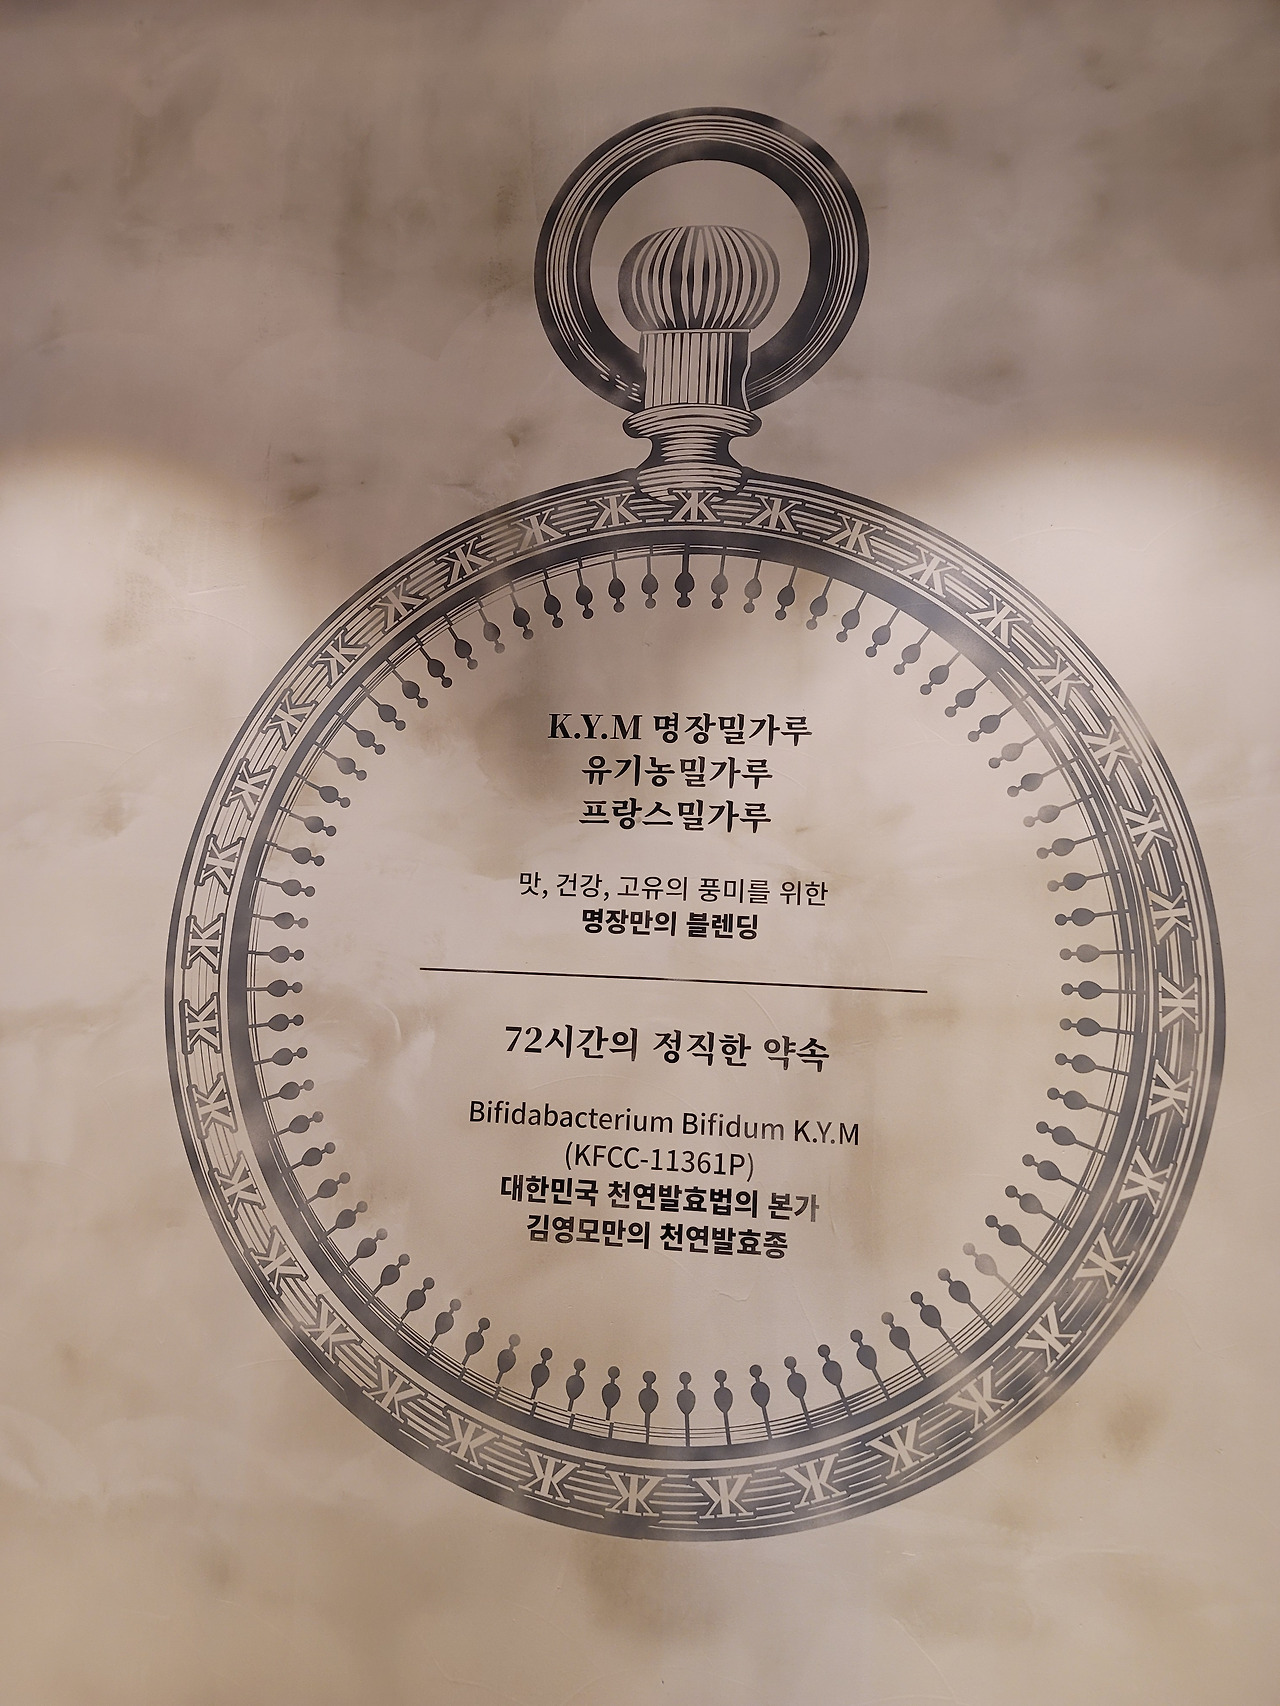 K.Y.M 명장밀가루
유기농밀가루
프랑스밀가루
맛, 건강, 고유의 풍미를 위한
명장만의 블렌딩
72시간의 정직한 약속
Bifidabacterium Bifidum K.Y.M
(KFCC-11361P)
대한민국 천연발효법의 본가
김영모만의 천연발효종